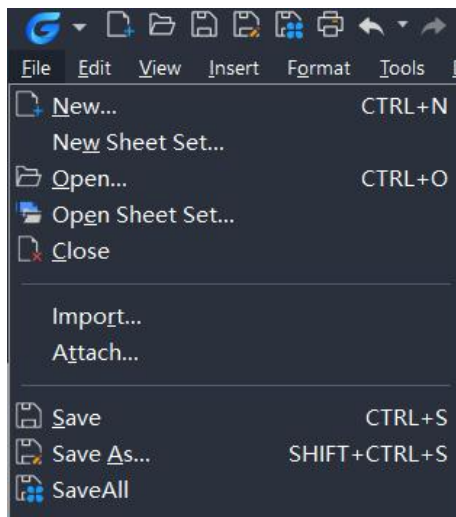 File Edit View Insert Format Tools
New... CTRL+N
New Sheet Set...
Open... CTRL+O
Open Sheet Set...
Close
Import...
Attach...
Save CTRL+S
Save As... SHIFT+CTRL+S
SaveAll